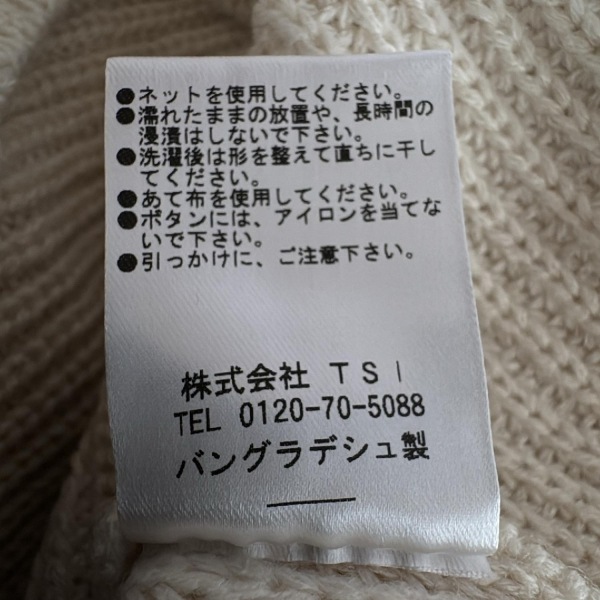 ●ネットを使用してください。
●濡れたままの放置や、長時間の
浸漬はしないで下さい。
●洗濯後は形を整えて直ちに干し
てください。
●あて布を使用してください。
●ボタンには、アイロンを当てな
いで下さい。
●引っかけに、ご注意下さい。
株式会社 TSI
TEL 0120-70-5088
バングラデシュ製